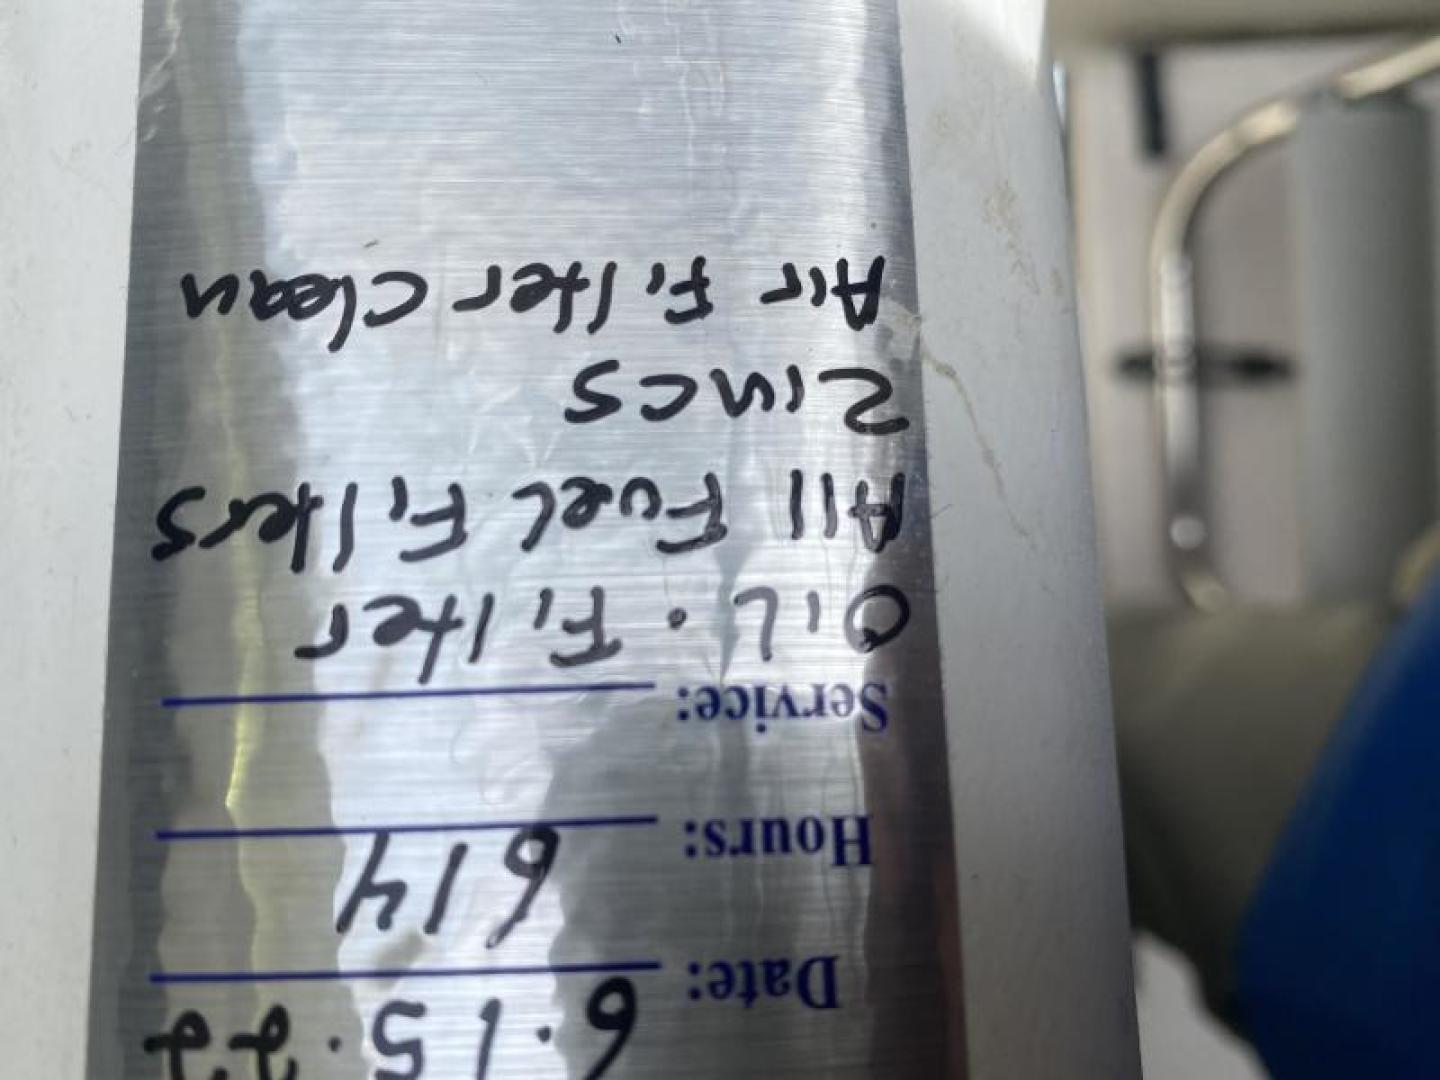 Date: 6.15.22
Hours: 614
Service:
OIL. Filter
All Fuel Filters
Zincs
Air Filter Clean